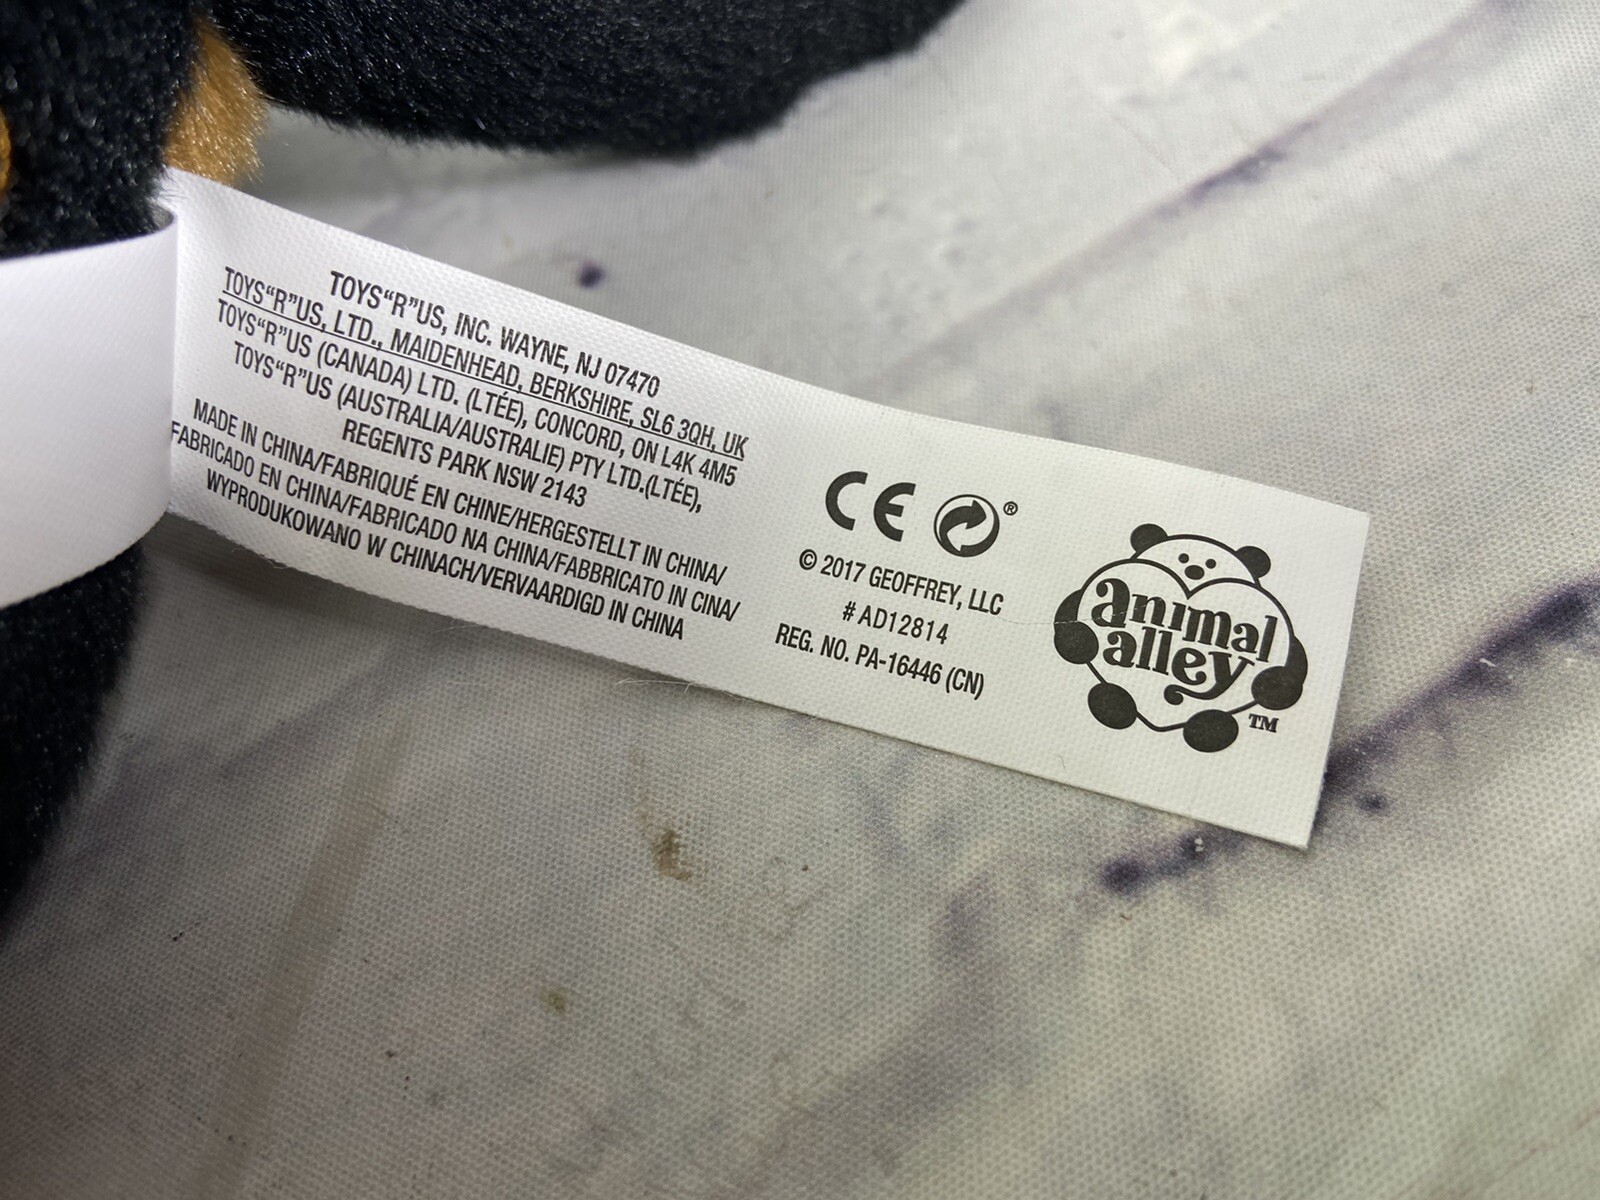 TOYS“R”US, INC. WAYNE, NJ 07470
TOYS“R”US, LTD., MAIDENHEAD, BERKSHIRE, SL6 3QH, UK
TOYS“R”US (CANADA) LTD. (LTÉE), CONCORD, ON L4K 4M5
TOYS“R”US (AUSTRALIA/AUSTRALIE) PTY LTD.(LTÉE),
REGENTS PARK NSW 2143
MADE IN CHINA/FABRIQUÉ EN CHINE/HERGESTELLT IN CHINA/
FABRICADO EN CHINA/FABRICADO NA CHINA/FABBRICATO IN CINA/
WYPRODUKOWANO W CHINACH/VERVAARDIGD IN CHINA
CE ®
© 2017 GEOFFREY, LLC
# AD12814
REG. NO. PA-16446 (CN)
animal
alley
TM